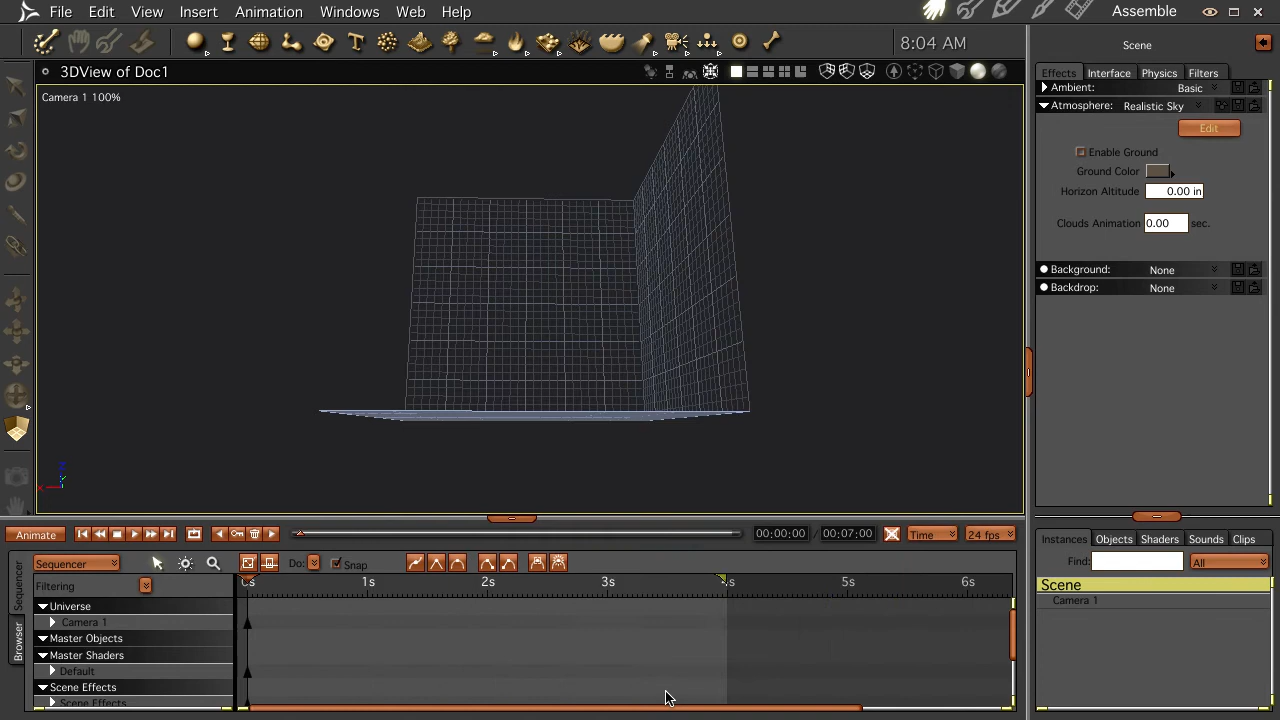 File Edit View Insert Animation Windows Web Help Assemble
8:04 AM
Scene
3DView of Doc1
Effects Interface Physics Filters
Camera 1 100%
Ambient: Basic
Atmosphere: Realistic Sky
Edit
Enable Ground
Ground Color
Horizon Altitude 0.00 in
Clouds Animation 0.00 sec.
Background: None
Backdrop: None
Z
X
Animate 00:00:00 / 00:07:00 Time 24 fps
Instances Objects Shaders Sounds Clips
Sequencer Do: Snap
Find: All
Filtering 0s 1s 2s 3s 4s 5s 6s
Scene
Camera 1
Sequencer
Browser
Universe
Camera 1
Master Objects
Master Shaders
Default
Scene Effects
Scene Effects